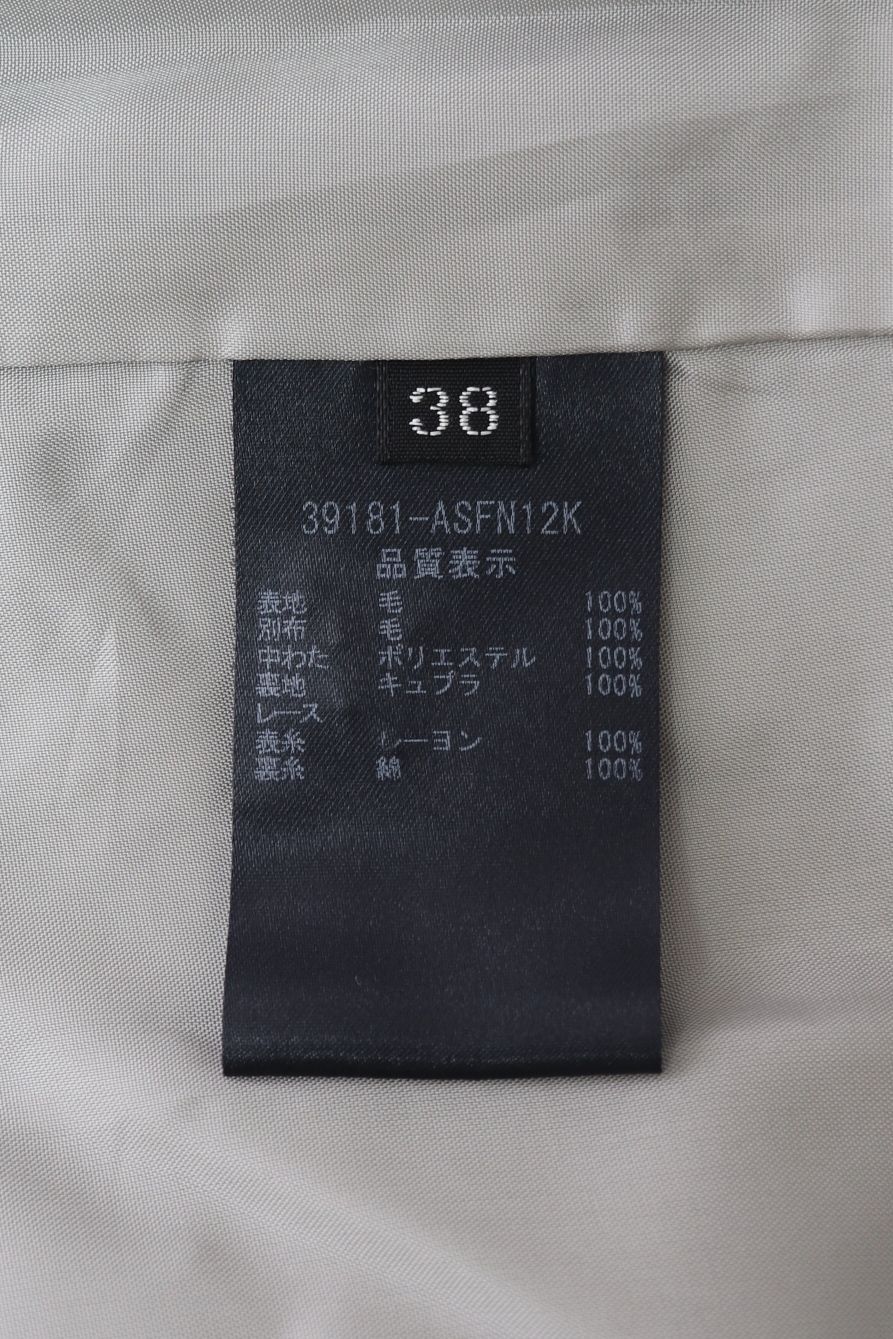 38
39181-ASFN12K
品質表示
表地 毛 100%
別布 毛 100%
中わた ポリエステル 100%
裏地 キュプラ 100%
レース
表糸 レーヨン 100%
裏糸 綿 100%